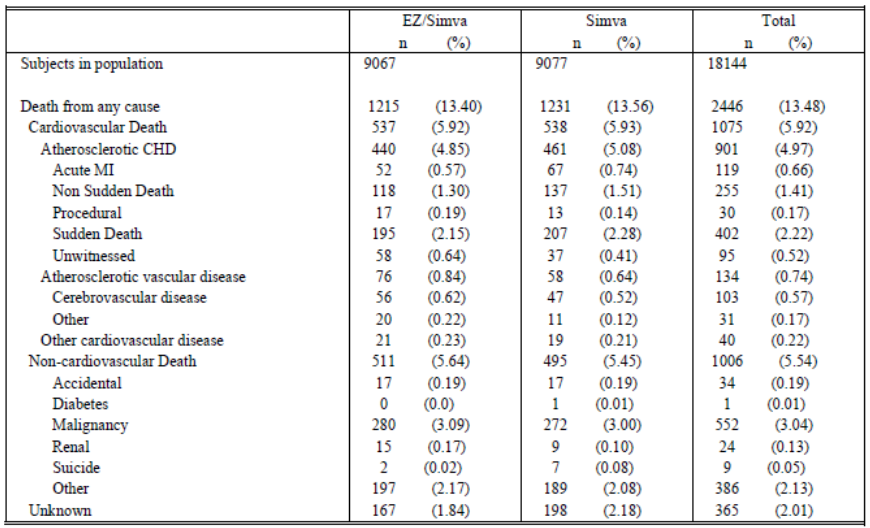 EZ/Simva Simva Total
n (%) n (%) n (%)
Subjects in population 9067 9077 18144
Death from any cause 1215 (13.40) 1231 (13.56) 2446 (13.48)
Cardiovascular Death 537 (5.92) 538 (5.93) 1075 (5.92)
Atherosclerotic CHD 440 (4.85) 461 (5.08) 901 (4.97)
Acute MI 52 (0.57) 67 (0.74) 119 (0.66)
Non Sudden Death 118 (1.30) 137 (1.51) 255 (1.41)
Procedural 17 (0.19) 13 (0.14) 30 (0.17)
Sudden Death 195 (2.15) 207 (2.28) 402 (2.22)
Unwitnessed 58 (0.64) 37 (0.41) 95 (0.52)
Atherosclerotic vascular disease 76 (0.84) 58 (0.64) 134 (0.74)
Cerebrovascular disease 56 (0.62) 47 (0.52) 103 (0.57)
Other 20 (0.22) 11 (0.12) 31 (0.17)
Other cardiovascular disease 21 (0.23) 19 (0.21) 40 (0.22)
Non-cardiovascular Death 511 (5.64) 495 (5.45) 1006 (5.54)
Accidental 17 (0.19) 17 (0.19) 34 (0.19)
Diabetes 0 (0.0) 1 (0.01) 1 (0.01)
Malignancy 280 (3.09) 272 (3.00) 552 (3.04)
Renal 15 (0.17) 9 (0.10) 24 (0.13)
Suicide 2 (0.02) 7 (0.08) 9 (0.05)
Other 197 (2.17) 189 (2.08) 386 (2.13)
Unknown 167 (1.84) 198 (2.18) 365 (2.01)